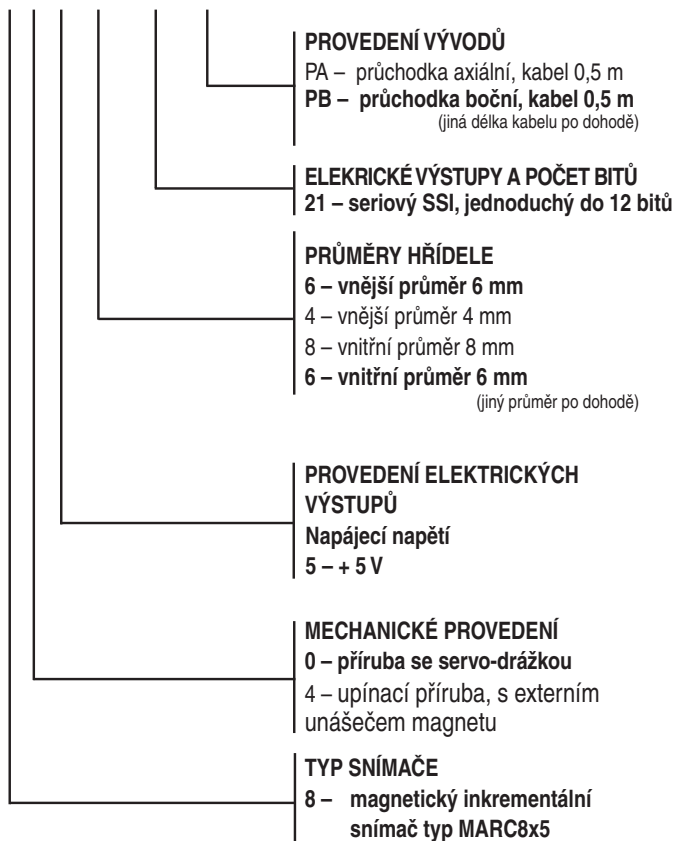 PROVEDENÍ VÝVODŮ
PA – průchodka axiální, kabel 0,5 m
PB – průchodka boční, kabel 0,5 m
(jiná délka kabelu po dohodě)
ELEKRICKÉ VÝSTUPY A POČET BITŮ
21 – seriový SSI, jednoduchý do 12 bitů
PRŮMĚRY HŘÍDELE
6 – vnější průměr 6 mm
4 – vnější průměr 4 mm
8 – vnitřní průměr 8 mm
6 – vnitřní průměr 6 mm
(jiný průměr po dohodě)
PROVEDENÍ ELEKTRICKÝCH
VÝSTUPŮ
Napájecí napětí
5 – + 5 V
MECHANICKÉ PROVEDENÍ
0 – příruba se servo-drážkou
4 – upínací příruba, s externím
unášečem magnetu
TYP SNÍMAČE
8 – magnetický inkrementální
snímač typ MARC8x5